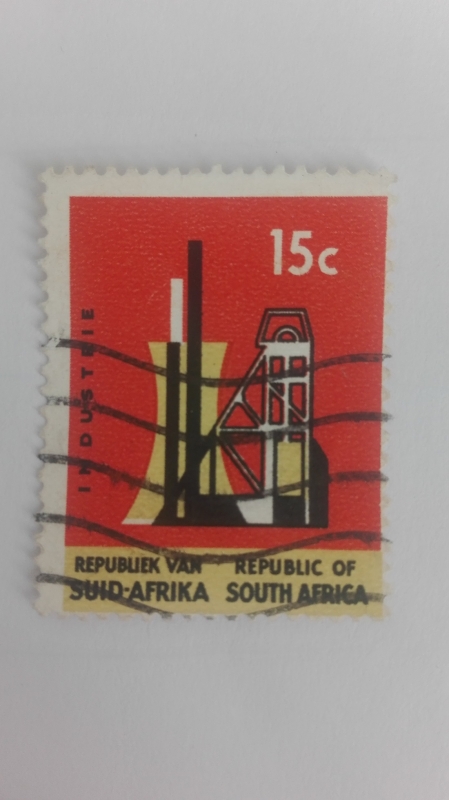 15c
INDUSTRIE
REPUBLIEK VAN REPUBLIC OF
SUID-AFRIKA SOUTH AFRICA